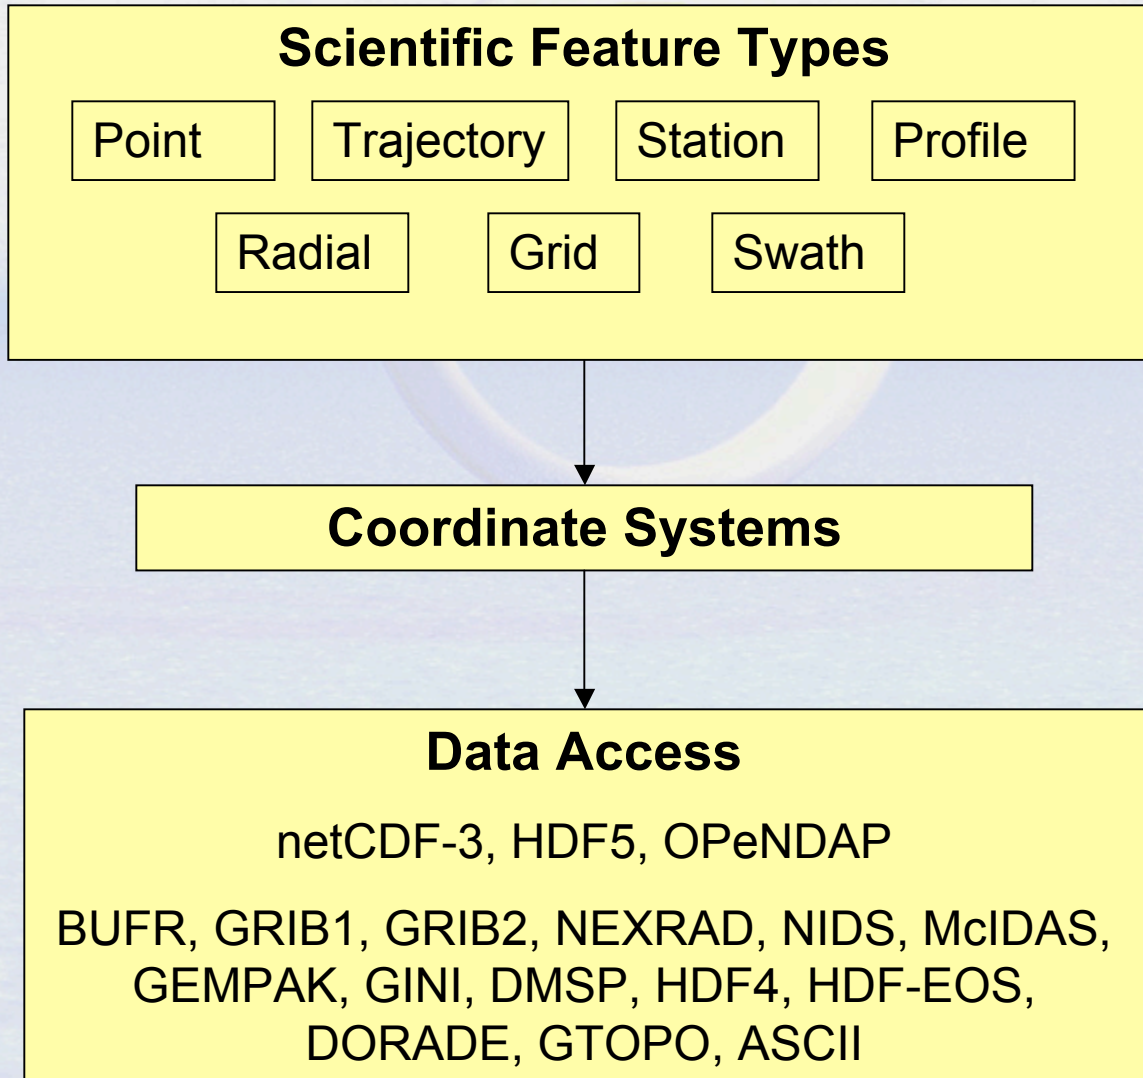 Scientific Feature Types
Point
Trajectory
Station
Profile
Radial
Grid
Swath
Coordinate Systems
Data Access
netCDF-3, HDF5, OPeNDAP
BUFR, GRIB1, GRIB2, NEXRAD, NIDS, McIDAS,
GEMPAK, GINI, DMSP, HDF4, HDF-EOS,
DORADE, GTOPO, ASCII